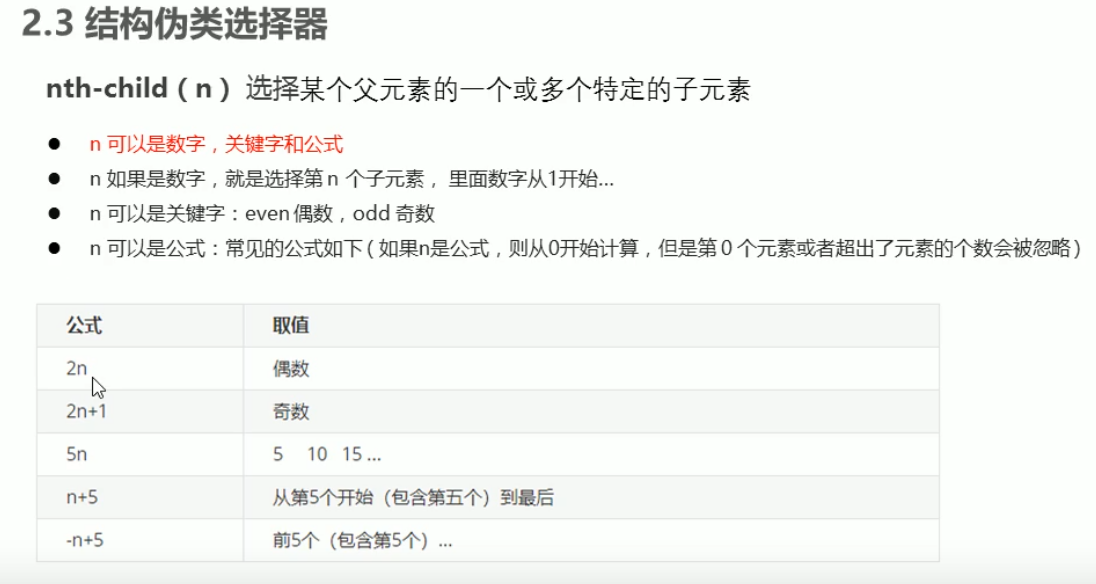 2.3 结构伪类选择器
nth-child（n）选择某个父元素的一个或多个特定的子元素
● n 可以是数字，关键字和公式
● n 如果是数字，就是选择第 n 个子元素， 里面数字从1开始...
● n 可以是关键字：even 偶数，odd 奇数
● n 可以是公式：常见的公式如下 ( 如果n是公式，则从0开始计算，但是第 0 个元素或者超出了元素的个数会被忽略 )
公式 取值
2n 偶数
2n+1 奇数
5n 5 10 15 ...
n+5 从第5个开始（包含第五个）到最后
-n+5 前5个（包含第5个）...